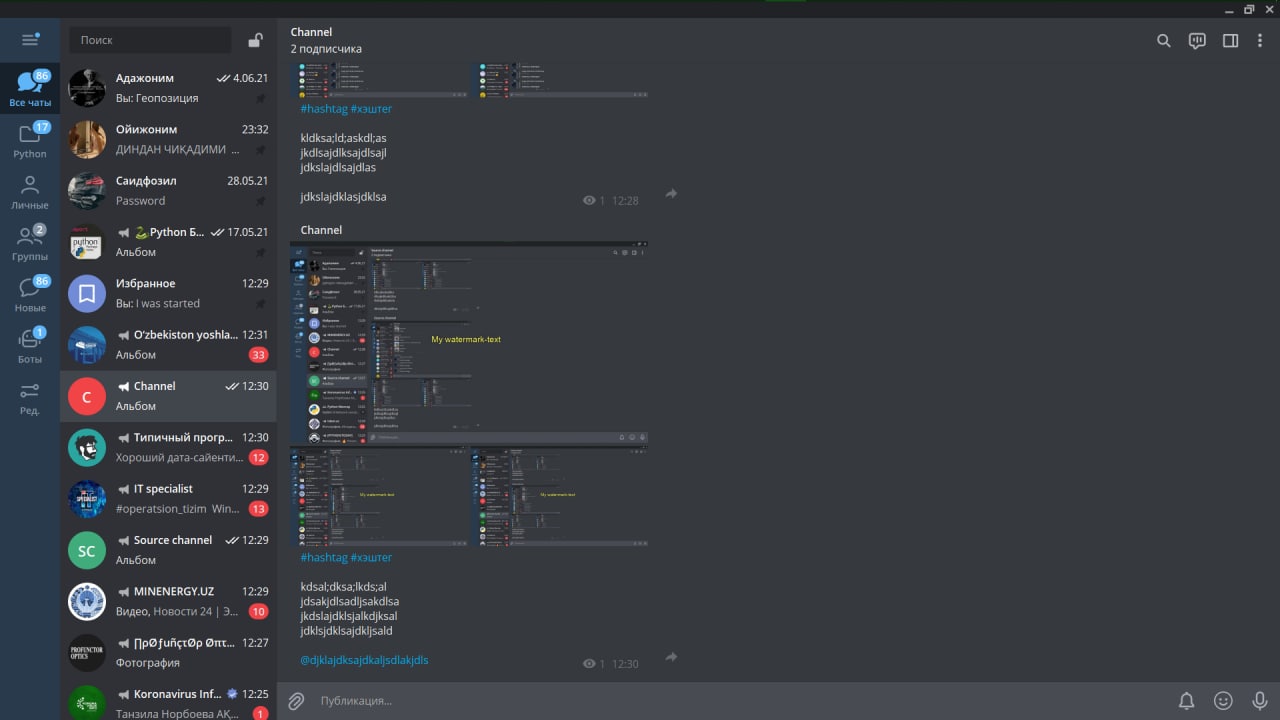 Поиск
86
Все чаты
17
Python
Личные
2
Группы
86
Новые
1
Боты
Ред.
Адажоним 4.06.21
Вы: Геопозиция
Ойижоним 23:32
ДИНДАН ЧИҚАДИМИ ...
Саидфозил 28.05.21
Password
Python Б... 17.05.21
Альбом
Избранное 12:29
Вы: I was started
O‘zbekiston yoshla... 12:31
Альбом 33
C
Channel 12:30
Альбом
Типичный прогр... 12:30
Хороший дата-сайенти... 12
IT specialist 12:29
#operatsion_tizim Win... 13
SC
Source channel 12:29
Альбом
MINENERGY.UZ 12:29
Видео, Новости 24 | Э... 10
PROFUNCTOR
OPTICS
12:27
Фотография
Koronavirus Inf... 12:25
Танзила Норбоева АҚ... 1
Channel
2 подписчика
#hashtag #хэштег
kldksa;ld;askdl;as
jkdlsajdlksajdlsajl
jdkslajdlsajdlas
jdkslajdklasjdklsa
1 12:28
Channel
My watermark-text
My watermark-text
My watermark-text
#hashtag #хэштег
kdsal;dksa;lkds;al
jdsakjdlsadljsakdlsa
jkdslajdklsjalkdjksal
jdklsjdklsajdkljsald
@djklajdksajdkaljsdlakjdls
1 12:30
Публикация...